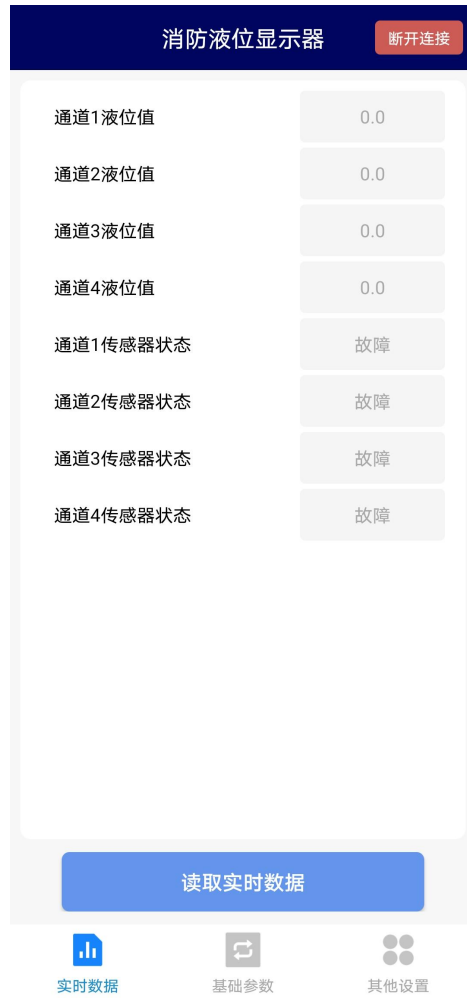 消防液位显示器 断开连接
通道1液位值 0.0
通道2液位值 0.0
通道3液位值 0.0
通道4液位值 0.0
通道1传感器状态 故障
通道2传感器状态 故障
通道3传感器状态 故障
通道4传感器状态 故障
读取实时数据
实时数据 基础参数 其他设置